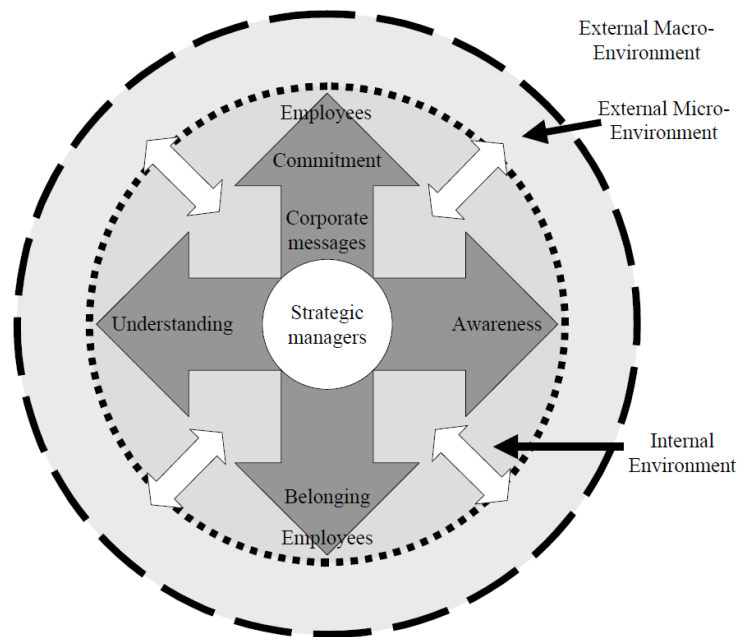 External Macro-
Environment
External Micro-
Environment
Employees
Commitment
Corporate
messages
Understanding
Strategic
managers
Awareness
Internal
Environment
Belonging
Employees